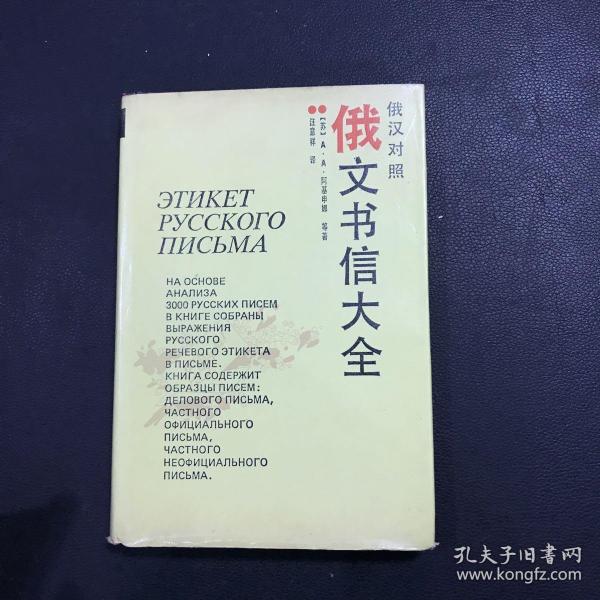 俄汉对照
俄文书信大全
[苏] А·А·阿基申娜 等著
汪嘉祥 译
ЭТИКЕТ
РУССКОГО
ПИСЬМА
НА ОСНОВЕ
АНАЛИЗА
3000 РУССКИХ ПИСЕМ
В КНИГЕ СОБРАНЫ
ВЫРАЖЕНИЯ
РУССКОГО
РЕЧЕВОГО ЭТИКЕТА
В ПИСЬМЕ.
КНИГА СОДЕРЖИТ
ОБРАЗЦЫ ПИСЕМ:
ДЕЛОВОГО ПИСЬМА,
ЧАСТНОГО
ОФИЦИАЛЬНОГО
ПИСЬМА,
ЧАСТНОГО
НЕОФИЦИАЛЬНОГО
ПИСЬМА.
孔夫子旧书网
www.kongfz.com